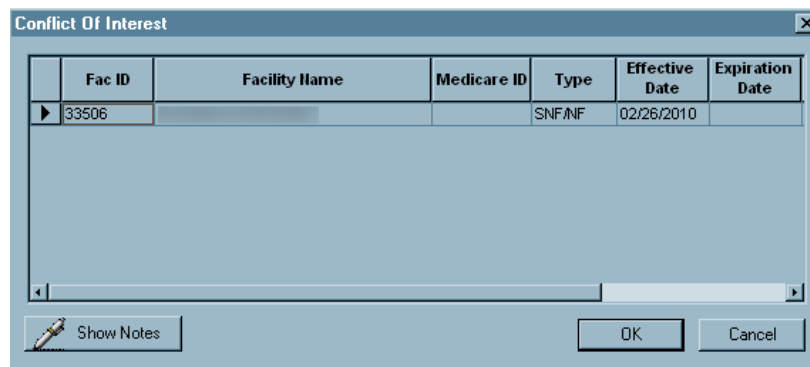 Conflict Of Interest
Fac ID Facility Name Medicare ID Type Effective Date Expiration Date
33506 SNF/NF 02/26/2010
Show Notes OK Cancel